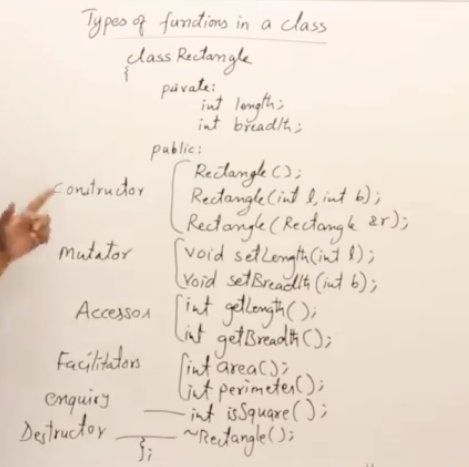 Types of functions in a class
class Rectangle
{
private:
int length;
int breadth;
public:
Rectangle();
constructor Rectangle(int l, int b);
Rectangle(Rectangle &r);
Mutator void setLength(int l);
void setBreadth(int b);
Accessor int getLength();
int getBreadth();
Facilitators int area();
int perimeter();
enquiry int isSquare();
Destructor ~Rectangle();
};